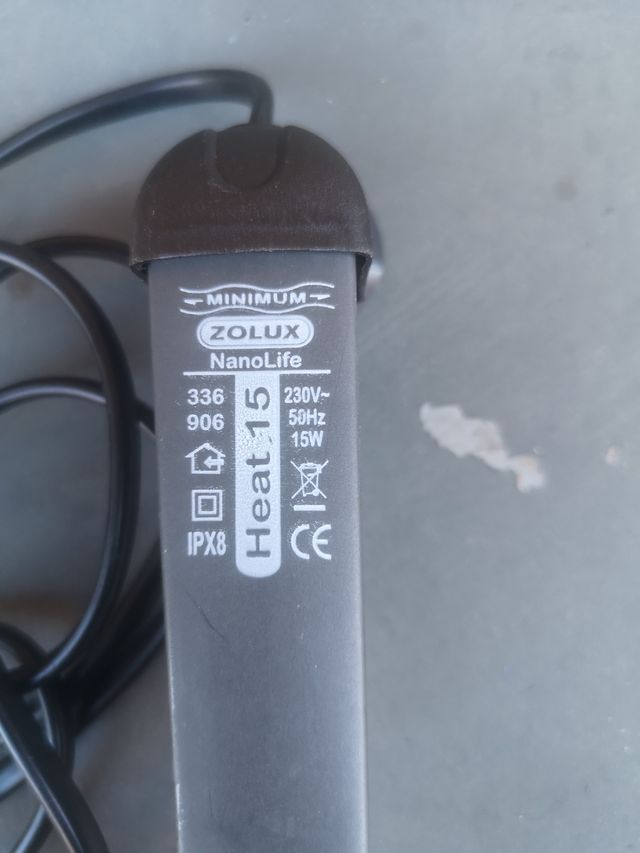 MINIMUM
ZOLUX
NanoLife
336
906
IPX8
Heat 15
230V~
50Hz
15W
CE